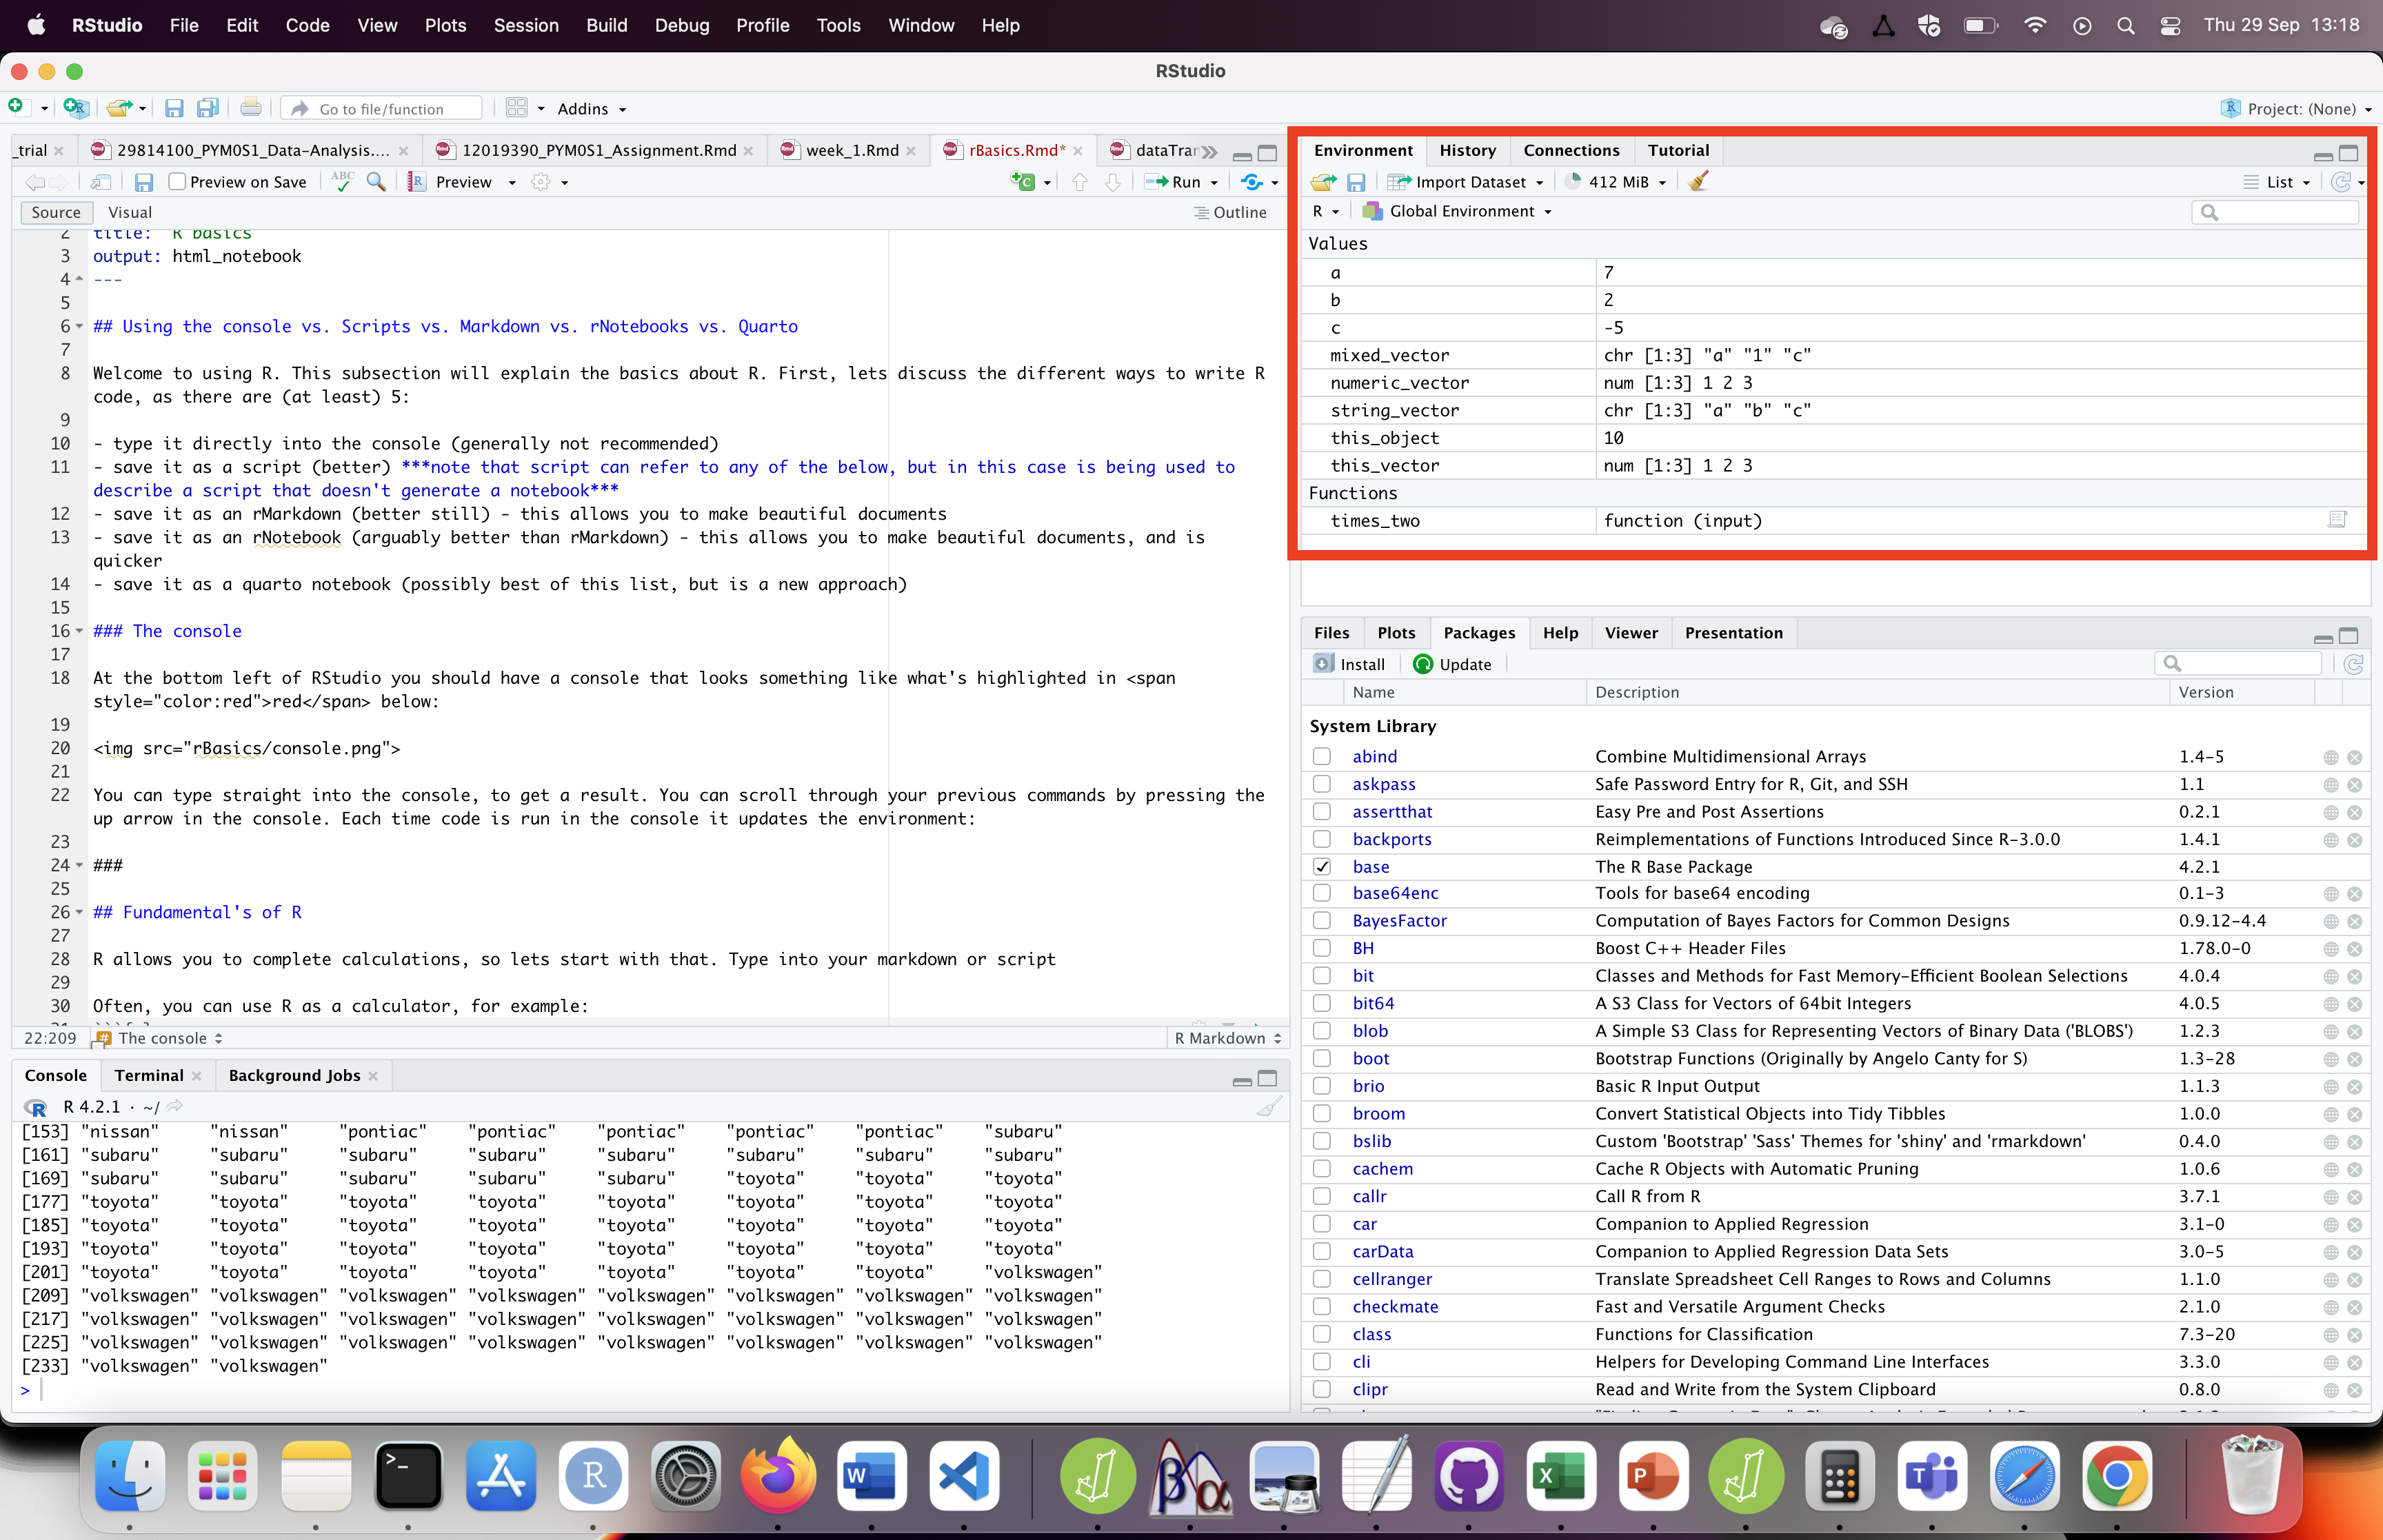 RStudio File Edit Code View Plots Session Build Debug Profile Tools Window Help Thu 29 Sep 13:18
RStudio
Go to file/function Addins Project: (None)
_trial 29814100_PYM0S1_Data-Analysis.... 12019390_PYM0S1_Assignment.Rmd week_1.Rmd rBasics.Rmd* dataTrar
Preview on Save ABC Preview Run
Source Visual Outline
2 title: "R basics
3 output: html_notebook
4 ---
5
6 ## Using the console vs. Scripts vs. Markdown vs. rNotebooks vs. Quarto
7
8 Welcome to using R. This subsection will explain the basics about R. First, lets discuss the different ways to write R
code, as there are (at least) 5:
9
10 - type it directly into the console (generally not recommended)
11 - save it as a script (better) ***note that script can refer to any of the below, but in this case is being used to
describe a script that doesn't generate a notebook***
12 - save it as an rMarkdown (better still) - this allows you to make beautiful documents
13 - save it as an rNotebook (arguably better than rMarkdown) - this allows you to make beautiful documents, and is
quicker
14 - save it as a quarto notebook (possibly best of this list, but is a new approach)
15
16 ### The console
17
18 At the bottom left of RStudio you should have a console that looks something like what's highlighted in <span
style="color:red">red</span> below:
19
20 <img src="rBasics/console.png">
21
22 You can type straight into the console, to get a result. You can scroll through your previous commands by pressing the
up arrow in the console. Each time code is run in the console it updates the environment:
23
24 ###
25
26 ## Fundamental's of R
27
28 R allows you to complete calculations, so lets start with that. Type into your markdown or script
29
30 Often, you can use R as a calculator, for example:
22:209 The console R Markdown
Console Terminal Background Jobs
R 4.2.1 · ~/
[153] "nissan" "nissan" "pontiac" "pontiac" "pontiac" "pontiac" "pontiac" "subaru"
[161] "subaru" "subaru" "subaru" "subaru" "subaru" "subaru" "subaru" "subaru"
[169] "subaru" "subaru" "subaru" "subaru" "subaru" "toyota" "toyota" "toyota"
[177] "toyota" "toyota" "toyota" "toyota" "toyota" "toyota" "toyota" "toyota"
[185] "toyota" "toyota" "toyota" "toyota" "toyota" "toyota" "toyota" "toyota"
[193] "toyota" "toyota" "toyota" "toyota" "toyota" "toyota" "toyota" "toyota"
[201] "toyota" "toyota" "toyota" "toyota" "toyota" "toyota" "toyota" "volkswagen"
[209] "volkswagen" "volkswagen" "volkswagen" "volkswagen" "volkswagen" "volkswagen" "volkswagen" "volkswagen"
[217] "volkswagen" "volkswagen" "volkswagen" "volkswagen" "volkswagen" "volkswagen" "volkswagen" "volkswagen"
[225] "volkswagen" "volkswagen" "volkswagen" "volkswagen" "volkswagen" "volkswagen" "volkswagen" "volkswagen"
[233] "volkswagen" "volkswagen"
>
Environment History Connections Tutorial
Import Dataset 412 MiB List
R Global Environment
Values
a 7
b 2
c -5
mixed_vector chr [1:3] "a" "1" "c"
numeric_vector num [1:3] 1 2 3
string_vector chr [1:3] "a" "b" "c"
this_object 10
this_vector num [1:3] 1 2 3
Functions
times_two function (input)
Files Plots Packages Help Viewer Presentation
Install Update
Name Description Version
System Library
abind Combine Multidimensional Arrays 1.4-5
askpass Safe Password Entry for R, Git, and SSH 1.1
assertthat Easy Pre and Post Assertions 0.2.1
backports Reimplementations of Functions Introduced Since R-3.0.0 1.4.1
base The R Base Package 4.2.1
base64enc Tools for base64 encoding 0.1-3
BayesFactor Computation of Bayes Factors for Common Designs 0.9.12-4.4
BH Boost C++ Header Files 1.78.0-0
bit Classes and Methods for Fast Memory-Efficient Boolean Selections 4.0.4
bit64 A S3 Class for Vectors of 64bit Integers 4.0.5
blob A Simple S3 Class for Representing Vectors of Binary Data ('BLOBS') 1.2.3
boot Bootstrap Functions (Originally by Angelo Canty for S) 1.3-28
brio Basic R Input Output 1.1.3
broom Convert Statistical Objects into Tidy Tibbles 1.0.0
bslib Custom 'Bootstrap' 'Sass' Themes for 'shiny' and 'rmarkdown' 0.4.0
cachem Cache R Objects with Automatic Pruning 1.0.6
callr Call R from R 3.7.1
car Companion to Applied Regression 3.1-0
carData Companion to Applied Regression Data Sets 3.0-5
cellranger Translate Spreadsheet Cell Ranges to Rows and Columns 1.1.0
checkmate Fast and Versatile Argument Checks 2.1.0
class Functions for Classification 7.3-20
cli Helpers for Developing Command Line Interfaces 3.3.0
clipr Read and Write from the System Clipboard 0.8.0